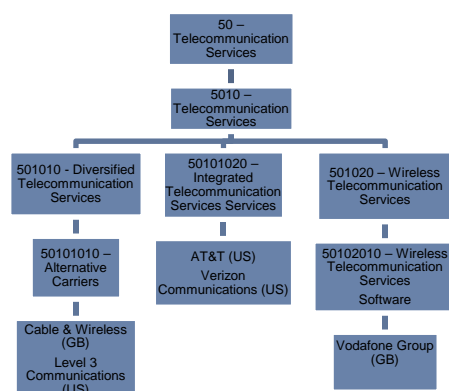 50 –
Telecommunication
Services
5010 –
Telecommunication
Services
501010 - Diversified
Telecommunication
Services
50101020 –
Integrated
Telecommunication
Services Services
501020 – Wireless
Telecommunication
Services
50101010 –
Alternative
Carriers
AT&T (US)
Verizon
Communications (US)
50102010 – Wireless
Telecommunication
Services
Software
Cable & Wireless
(GB)
Level 3
Communications
(US)
Vodafone Group
(GB)